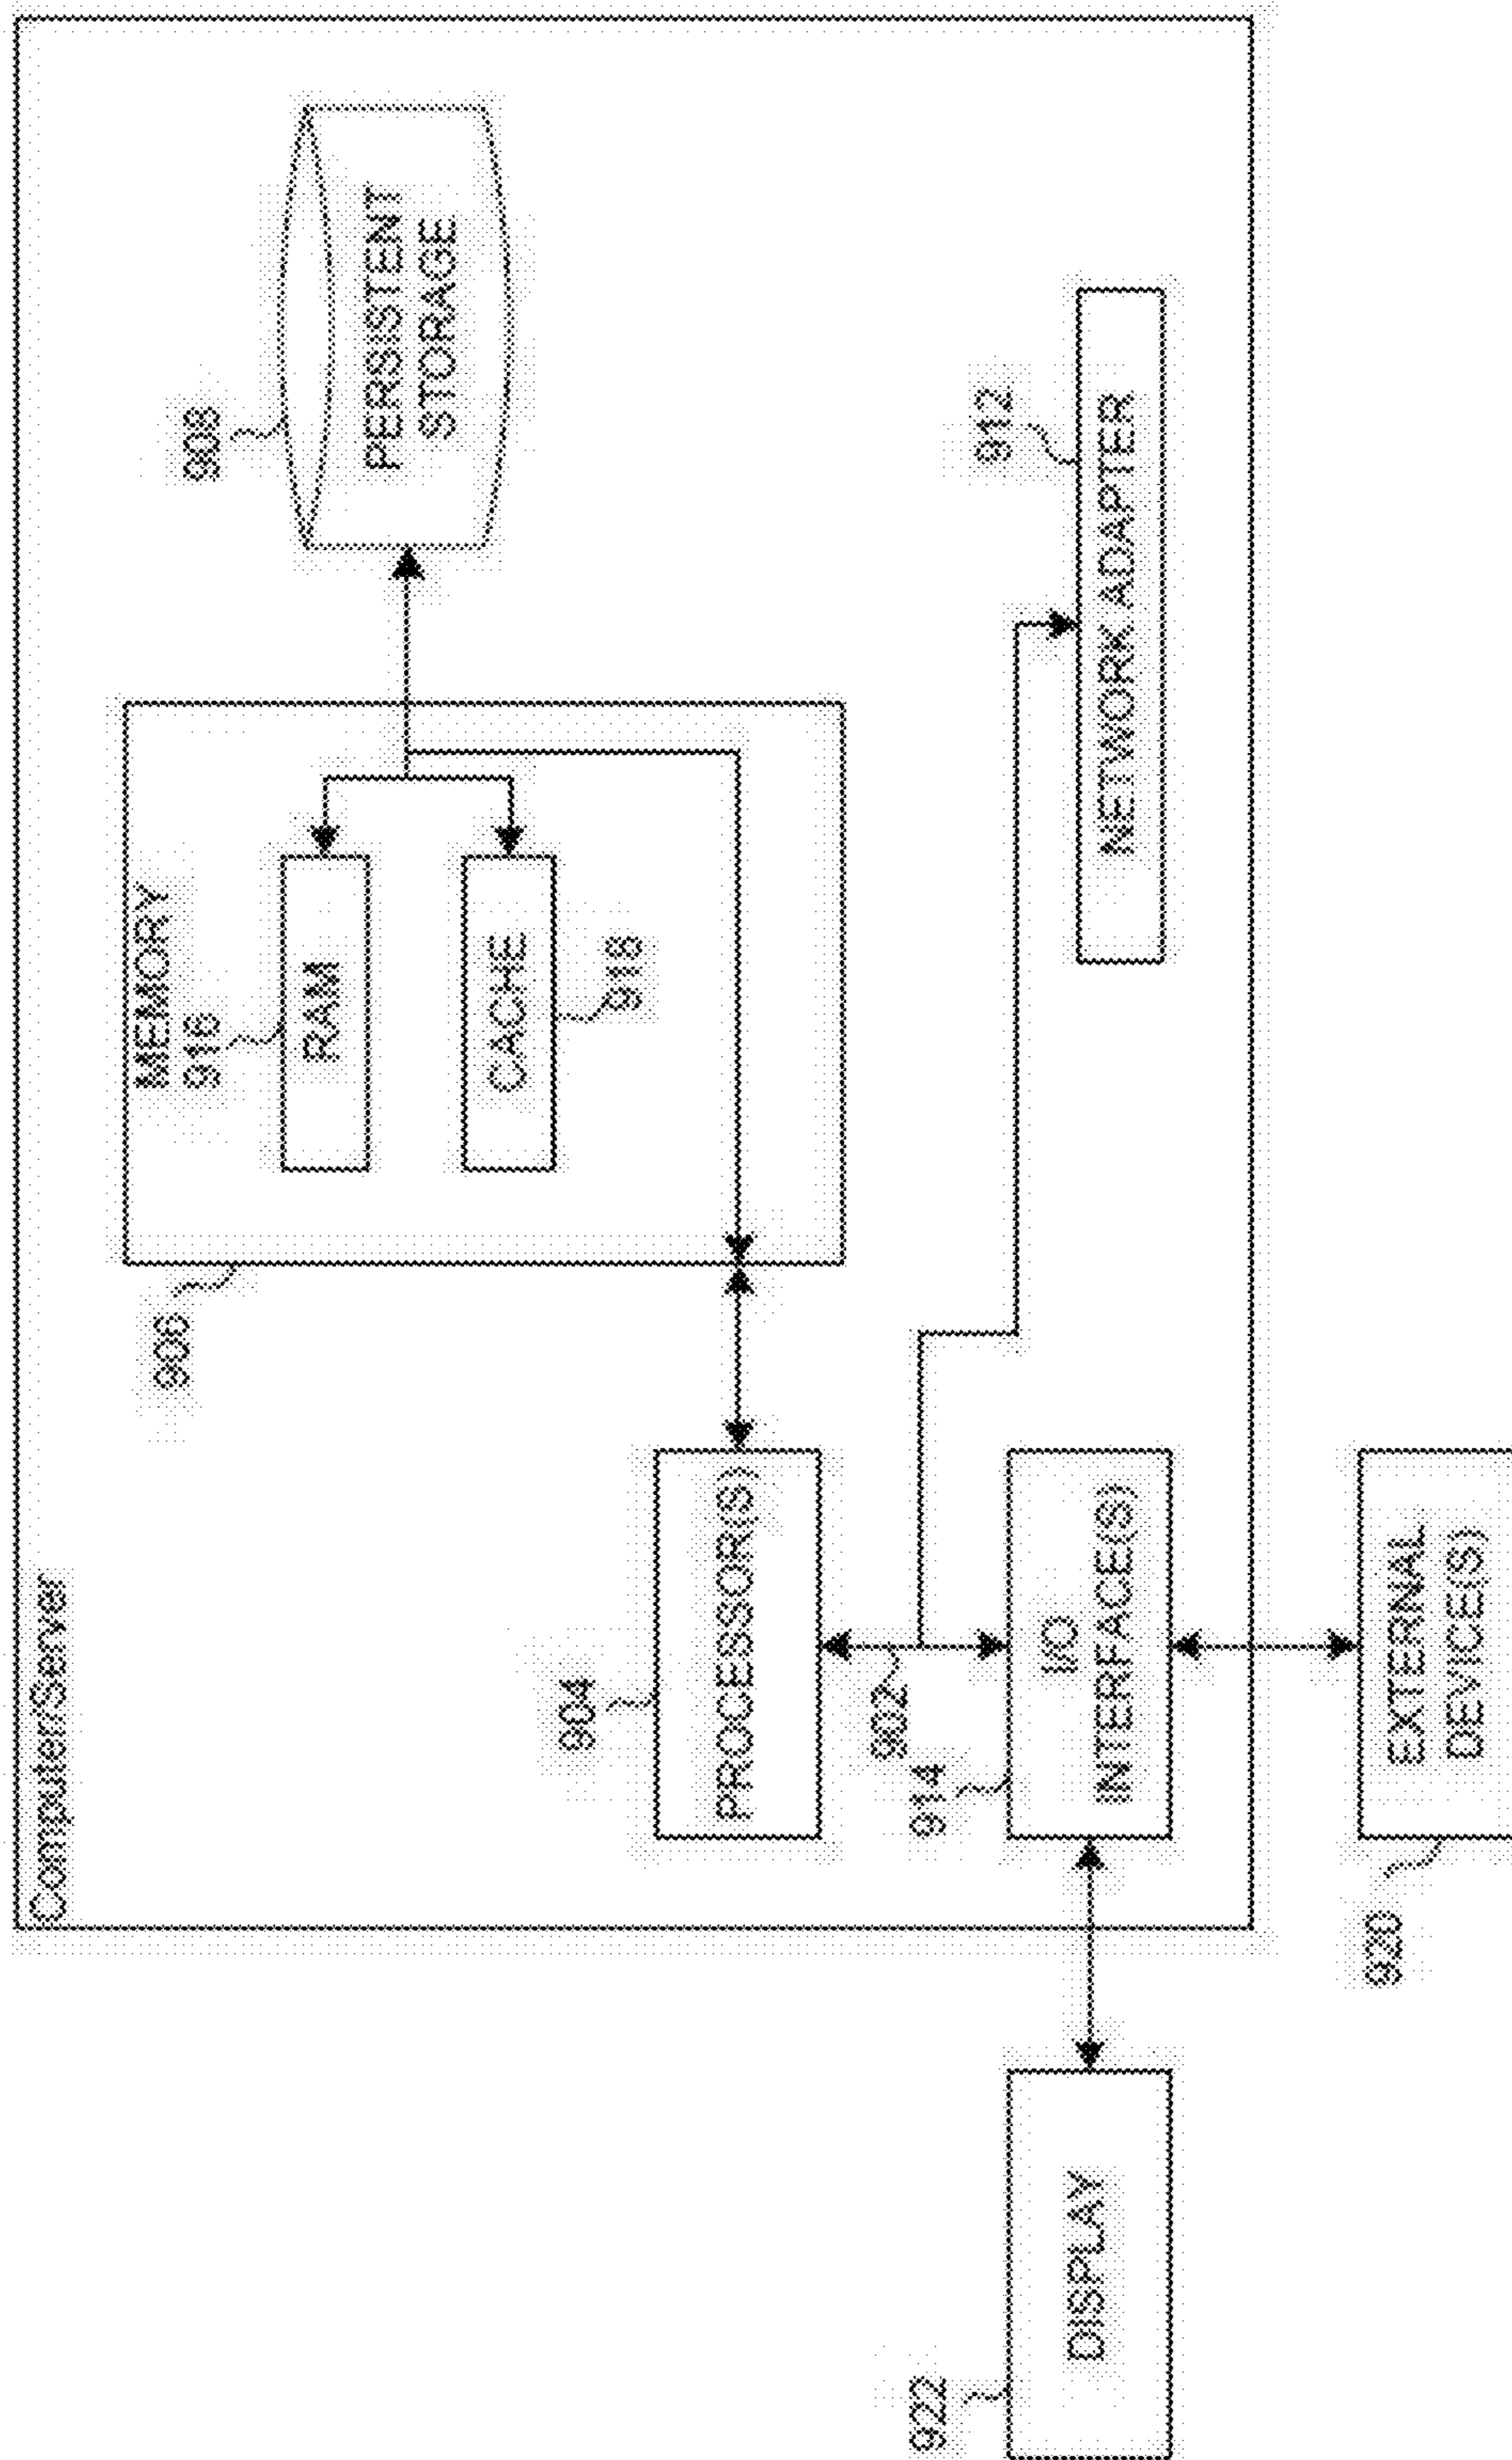 Computer/Server
MEMORY
906
916
908
RAM
PERSISTENT
STORAGE
CACHE
918
904
PROCESSOR(S)
902
914
922
912
DISPLAY
I/O
INTERFACE(S)
NETWORK ADAPTER
920
EXTERNAL
DEVICE(S)